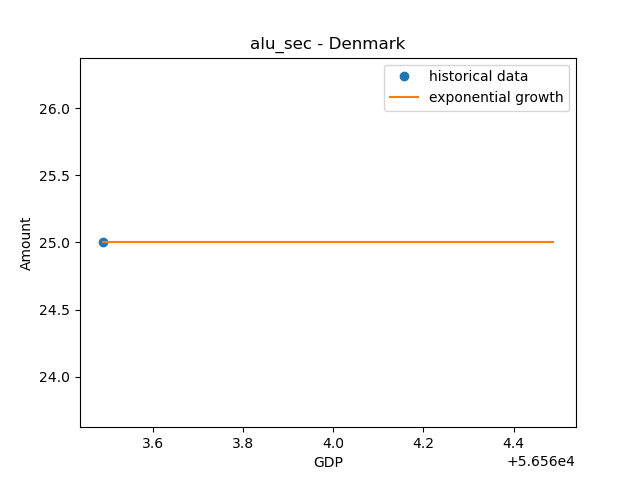 alu_sec - Denmark
historical data
exponential growth
26.0
25.5
25.0
24.5
24.0
Amount
3.6 3.8 4.0 4.2 4.4
GDP
+5.656e4